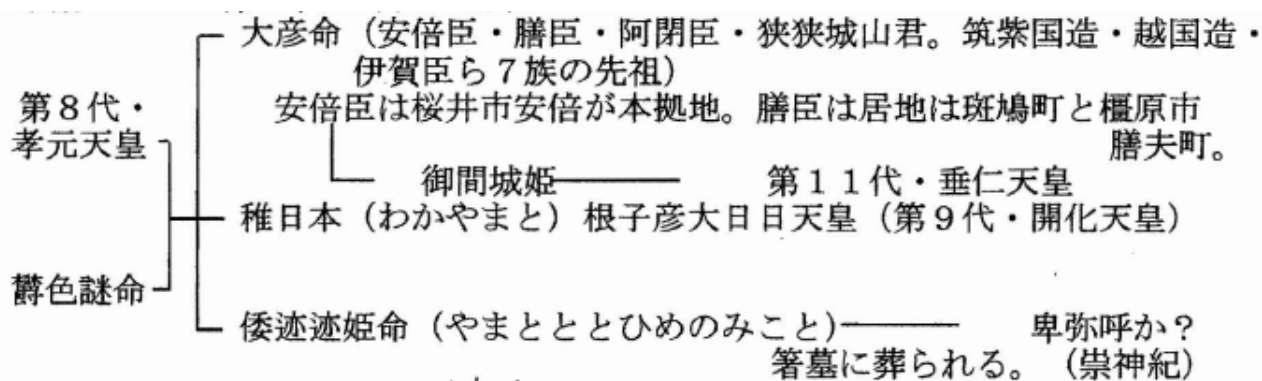 大彦命（安倍臣・膳臣・阿閉臣・狭狭城山君。筑紫国造・越国造・
伊賀臣ら７族の先祖）
第８代・
孝元天皇
安倍臣は桜井市安倍が本拠地。膳臣は居地は斑鳩町と橿原市
膳夫町。
御間城姫
第１１代・垂仁天皇
稚日本（わかやまと）根子彦大日日天皇（第９代・開化天皇）
欝色謎命
倭迹迹姫命（やまとととひめのみこと）
卑弥呼か？
箸墓に葬られる。（崇神紀）